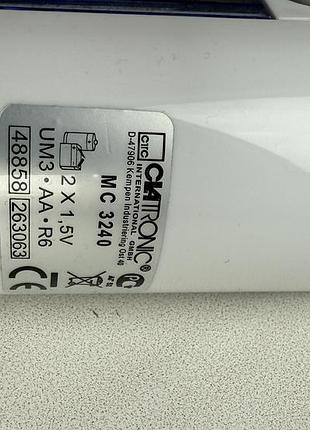 CTC CLATRONIC®
INTERNATIONAL GMBH
D-47906 Kempen Industriering Ost 40
MC 3240
2 X 1,5V
UM3 • AA • R6
48858 263063
CE